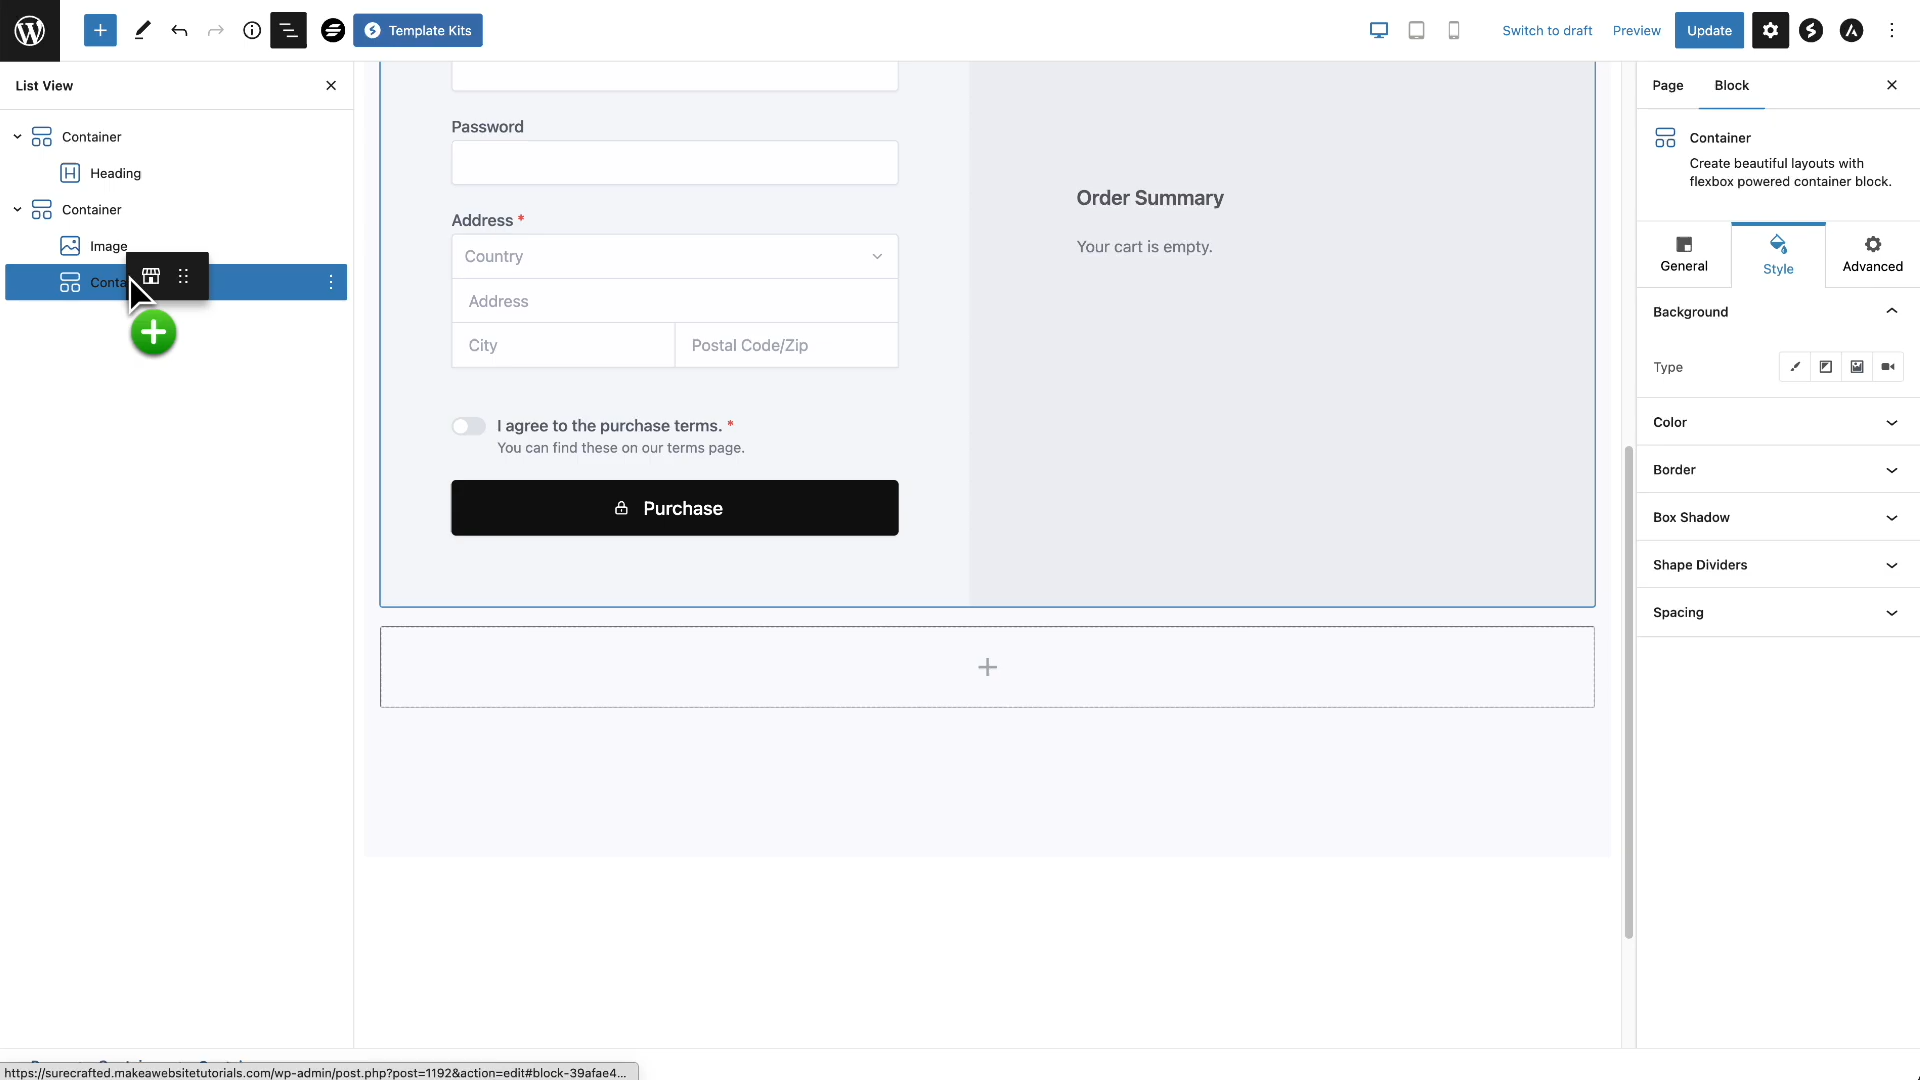 Template Kits
Switch to draft
Preview
Update
List View
Container
Heading
Container
Image
Conta
Password
Address *
Country
Address
City
Postal Code/Zip
I agree to the purchase terms. *
You can find these on our terms page.
Purchase
Order Summary
Your cart is empty.
Page
Block
Container
Create beautiful layouts with
flexbox powered container block.
General
Style
Advanced
Background
Type
Color
Border
Box Shadow
Shape Dividers
Spacing
https://surecrafted.makeawebsitetutorials.com/wp-admin/post.php?post=1192&action=edit#block-39afae4...